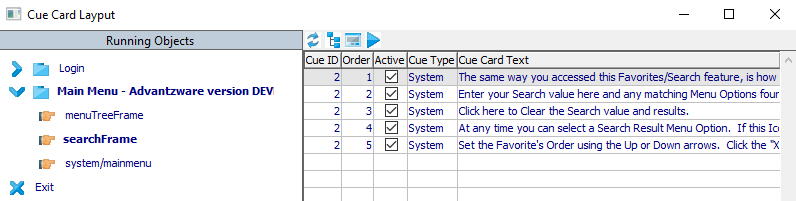 Cue Card Layput
Running Objects
Login
Main Menu - Advantzware version DEV
menuTreeFrame
searchFrame
system/mainmenu
Exit
Cue ID Order Active Cue Type Cue Card Text
2 1 System The same way you accessed this Favorites/Search feature, is how
2 2 System Enter your Search value here and any matching Menu Options four
2 3 System Click here to Clear the Search value and results.
2 4 System At any time you can select a Search Result Menu Option. If this Ico
2 5 System Set the Favorite's Order using the Up or Down arrows. Click the "X